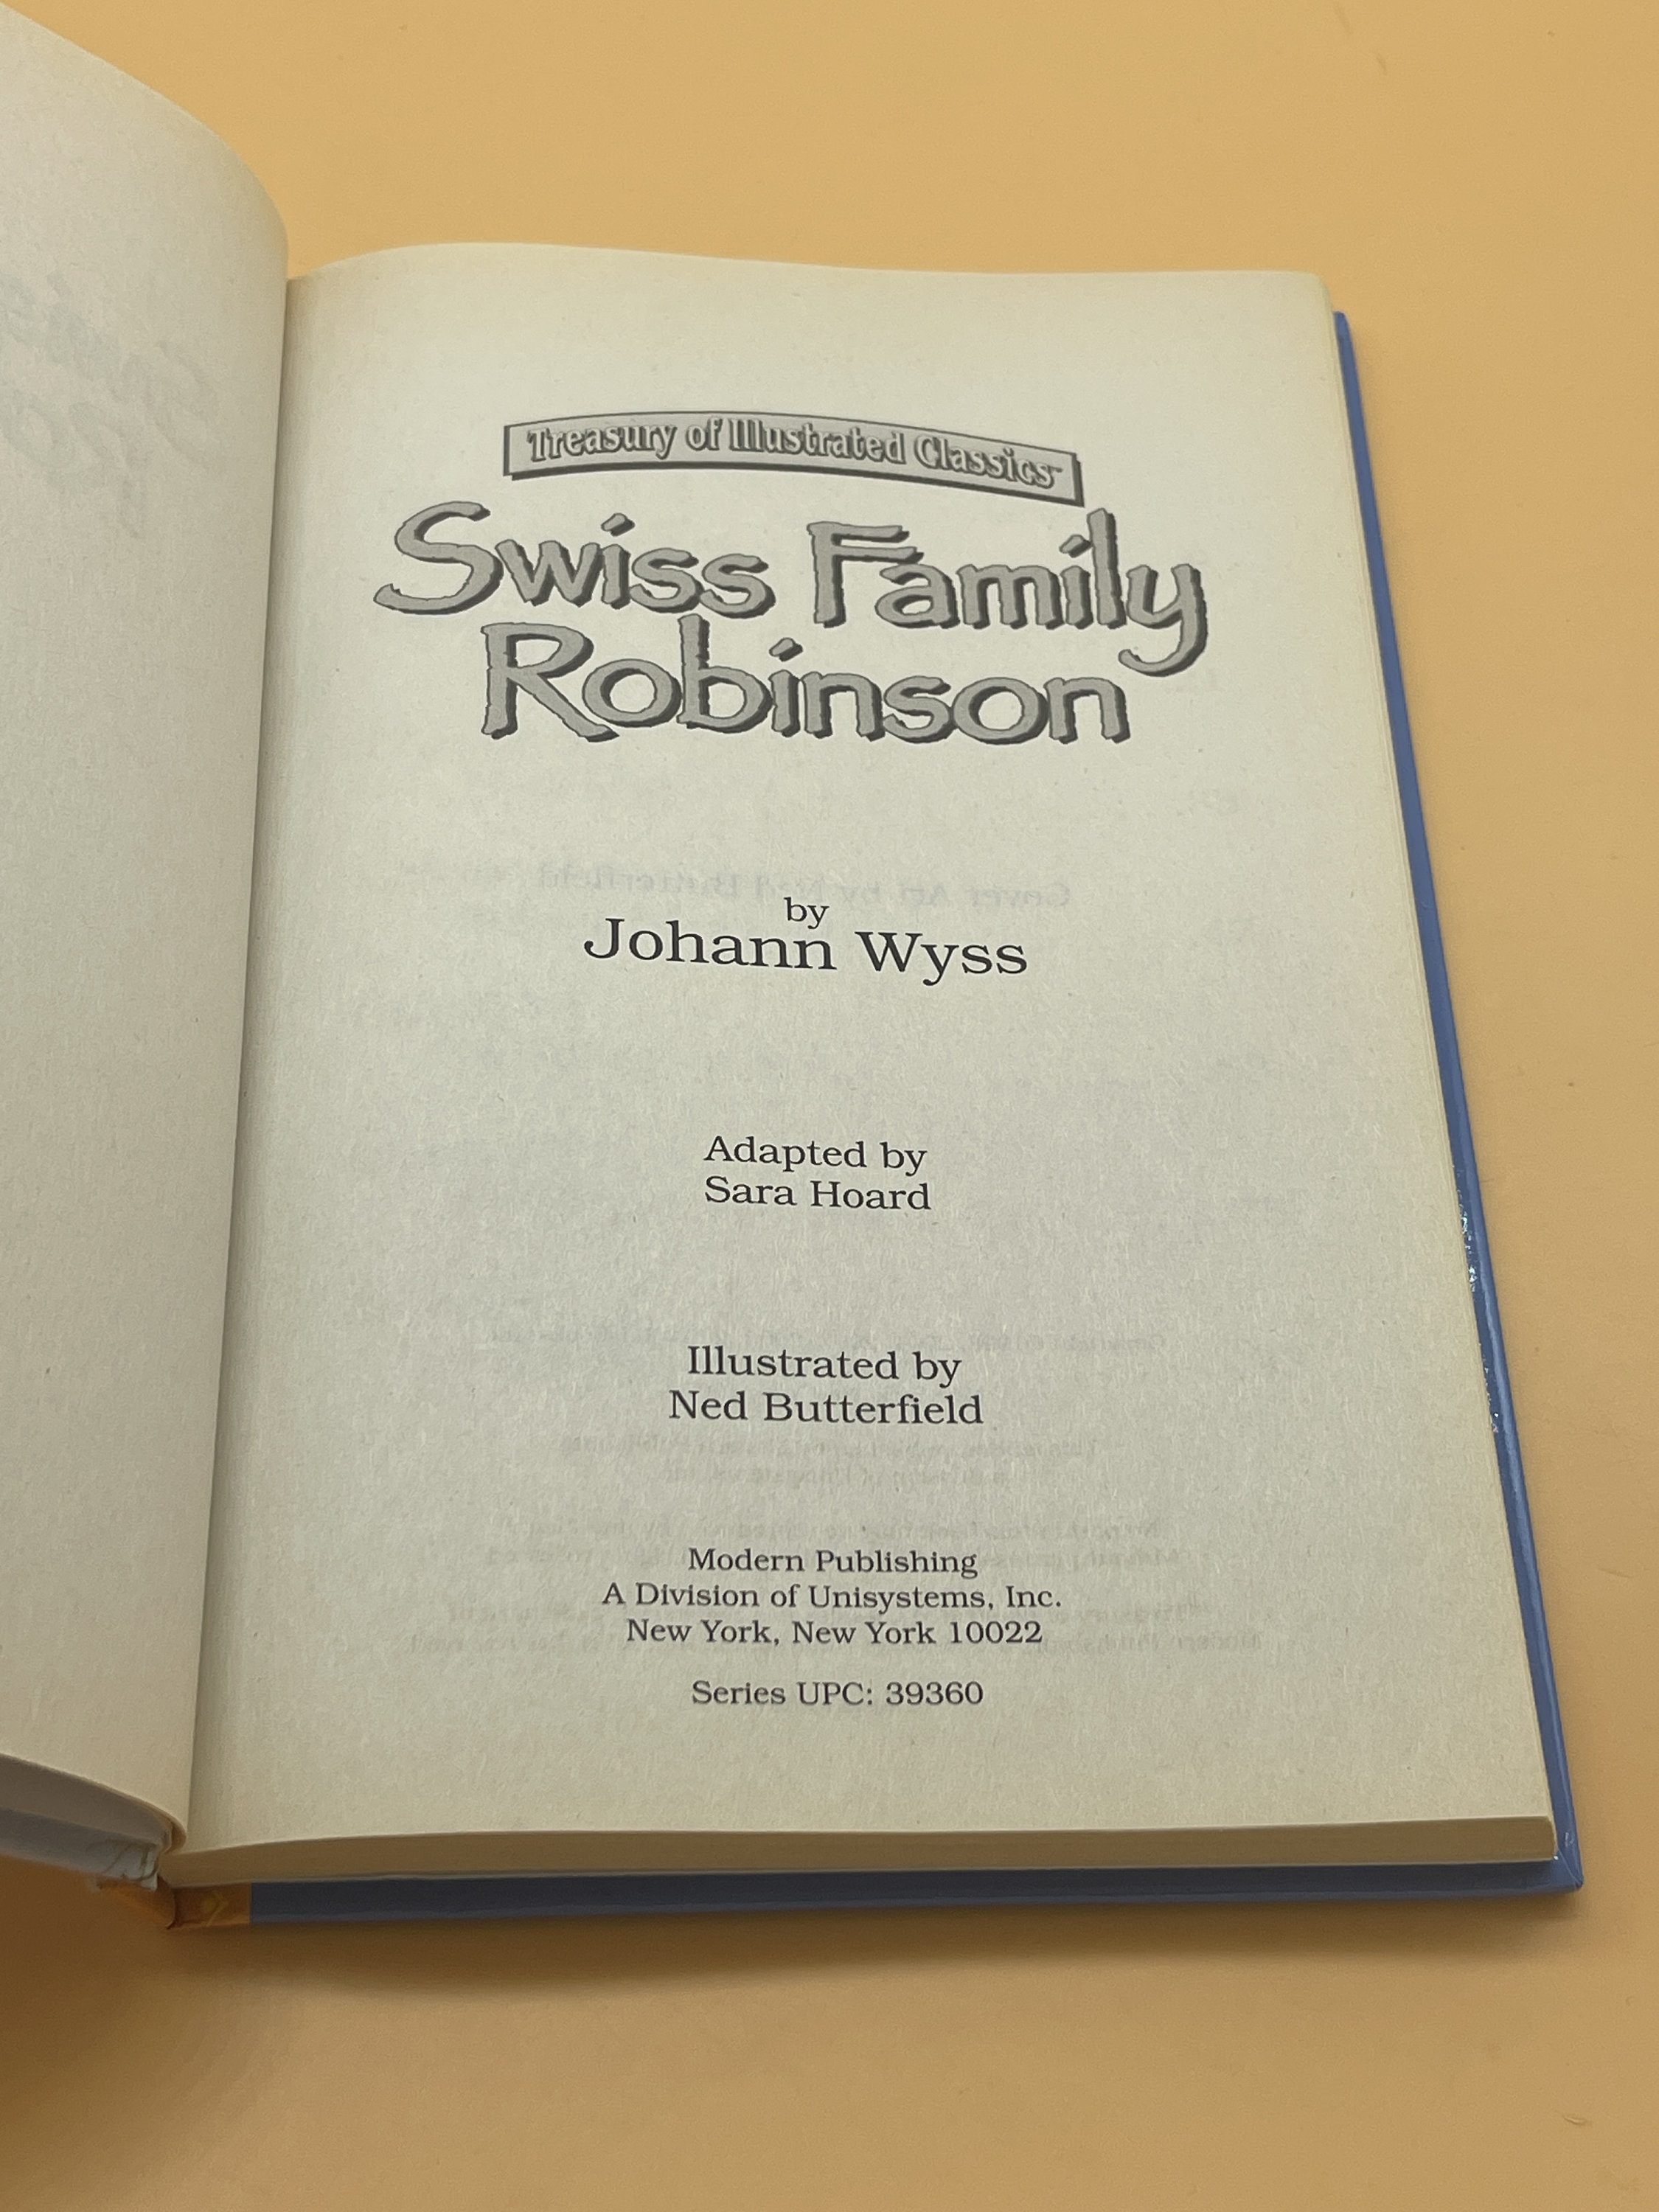 Treasury of Illustrated Classics™
Swiss Family
Robinson
by
Johann Wyss
Adapted by
Sara Hoard
Illustrated by
Ned Butterfield
Modern Publishing
A Division of Unisystems, Inc.
New York, New York 10022
Series UPC: 39360